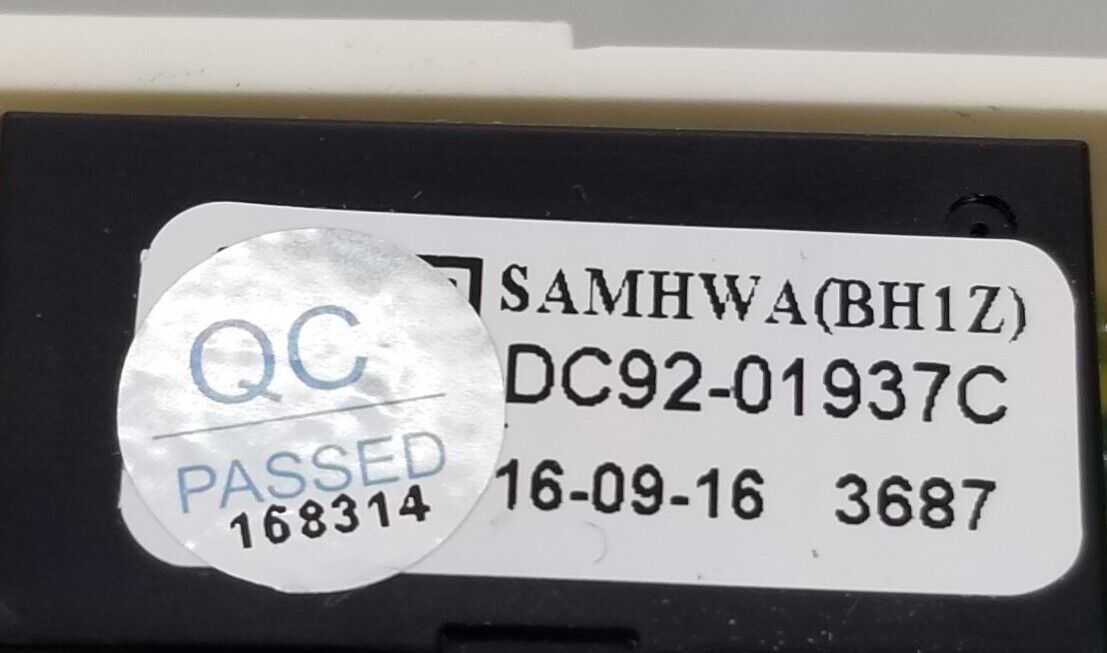 SAMHWA(BH1Z)
DC92-01937C
16-09-16 3687
QC
PASSED
168314